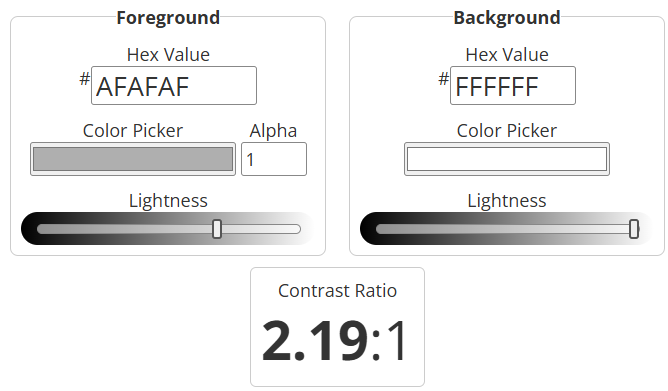 Foreground
Hex Value
# AFAFAF
Color Picker Alpha
1
Lightness
Background
Hex Value
# FFFFFF
Color Picker
Lightness
Contrast Ratio
2.19:1